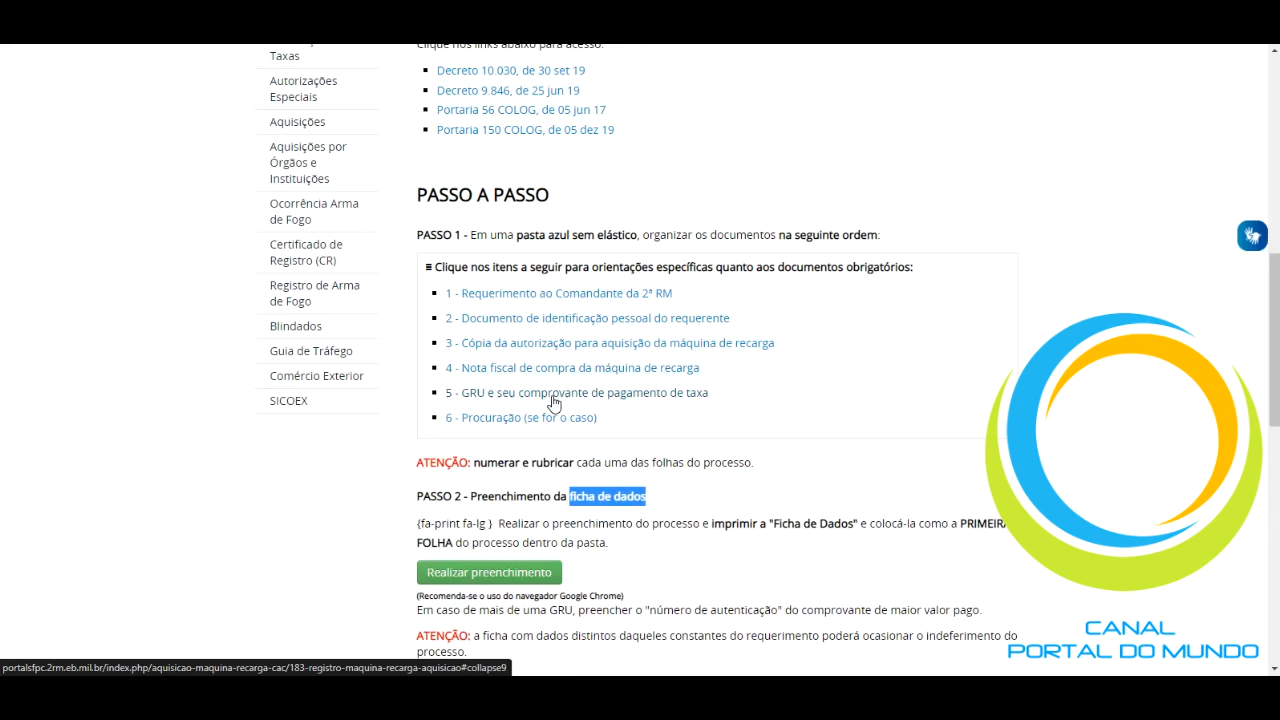 Taxas
Autorizações
Especiais
Aquisições
Aquisições por
Órgãos e
Instituições
Ocorrência Arma
de Fogo
Certificado de
Registro (CR)
Registro de Arma
de Fogo
Blindados
Guia de Tráfego
Comércio Exterior
SICOEX
Clique nos links abaixo para acesso:
Decreto 10.030, de 30 set 19
Decreto 9.846, de 25 jun 19
Portaria 56 COLOG, de 05 jun 17
Portaria 150 COLOG, de 05 dez 19
PASSO A PASSO
PASSO 1 - Em uma pasta azul sem elástico, organizar os documentos na seguinte ordem:
Clique nos itens a seguir para orientações específicas quanto aos documentos obrigatórios:
1 - Requerimento ao Comandante da 2ª RM
2 - Documento de identificação pessoal do requerente
3 - Cópia da autorização para aquisição da máquina de recarga
4 - Nota fiscal de compra da máquina de recarga
5 - GRU e seu comprovante de pagamento de taxa
6 - Procuração (se for o caso)
ATENÇÃO: numerar e rubricar cada uma das folhas do processo.
PASSO 2 - Preenchimento da ficha de dados
{fa-print fa-lg } Realizar o preenchimento do processo e imprimir a "Ficha de Dados" e colocá-la como a PRIMEIRA
FOLHA do processo dentro da pasta.
Realizar preenchimento
(Recomenda-se o uso do navegador Google Chrome)
Em caso de mais de uma GRU, preencher o "número de autenticação" do comprovante de maior valor pago.
ATENÇÃO: a ficha com dados distintos daqueles constantes do requerimento poderá ocasionar o indeferimento do
processo.
CANAL
PORTAL DO MUNDO
portalsfpc.2rm.eb.mil.br/index.php/aquisicao-maquina-recarga-cac/183-registro-maquina-recarga-aquisicao#collapse9